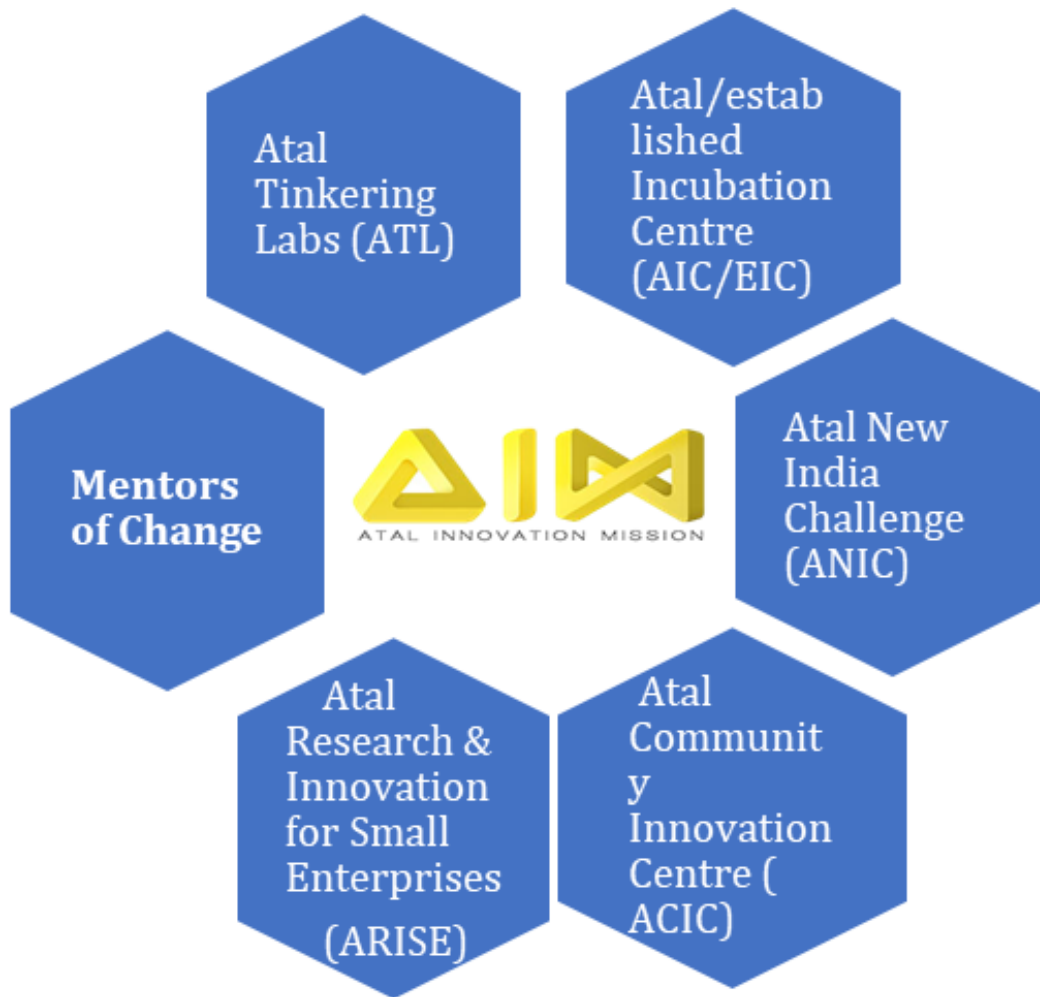 Atal
Tinkering
Labs (ATL)
Atal/estab
lished
Incubation
Centre
(AIC/EIC)
Mentors
of Change
AIM
ATAL INNOVATION MISSION
Atal New
India
Challenge
(ANIC)
Atal
Research &
Innovation
for Small
Enterprises
(ARISE)
Atal
Communit
y
Innovation
Centre (
ACIC)